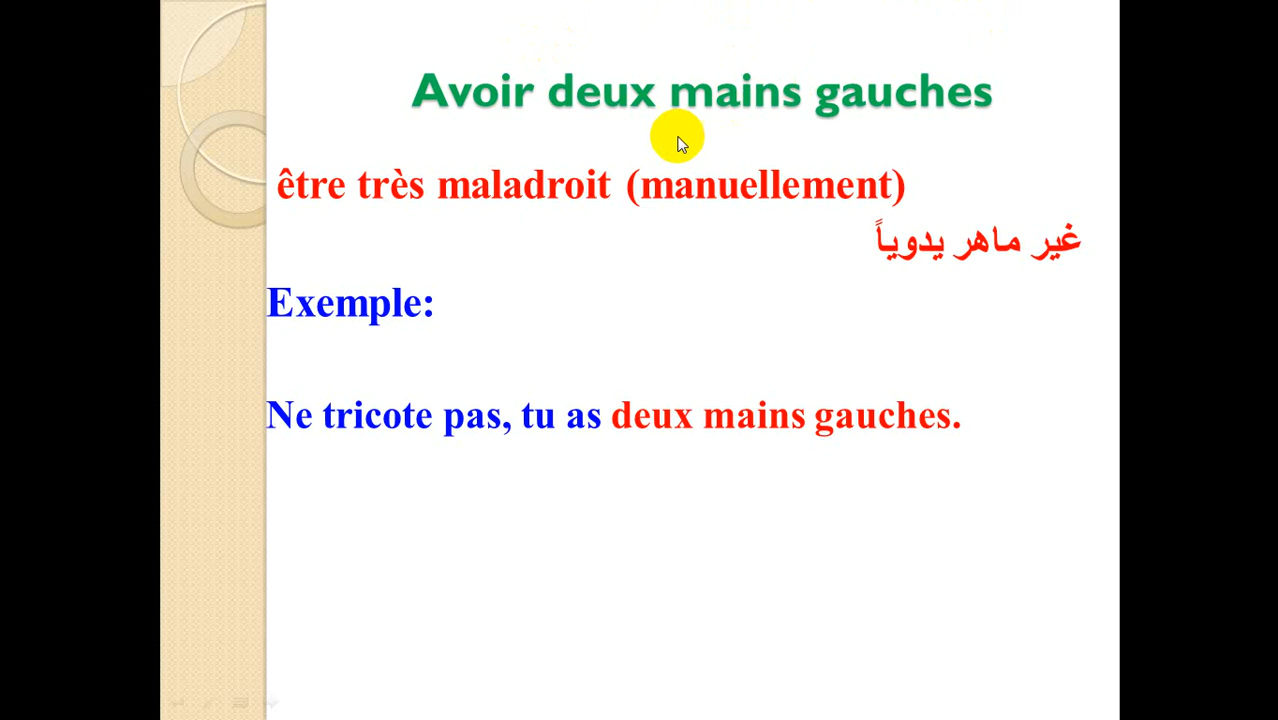 Avoir deux mains gauches
être très maladroit (manuellement)
غير ماهر يدوياً
Exemple:
Ne tricote pas, tu as deux mains gauches.